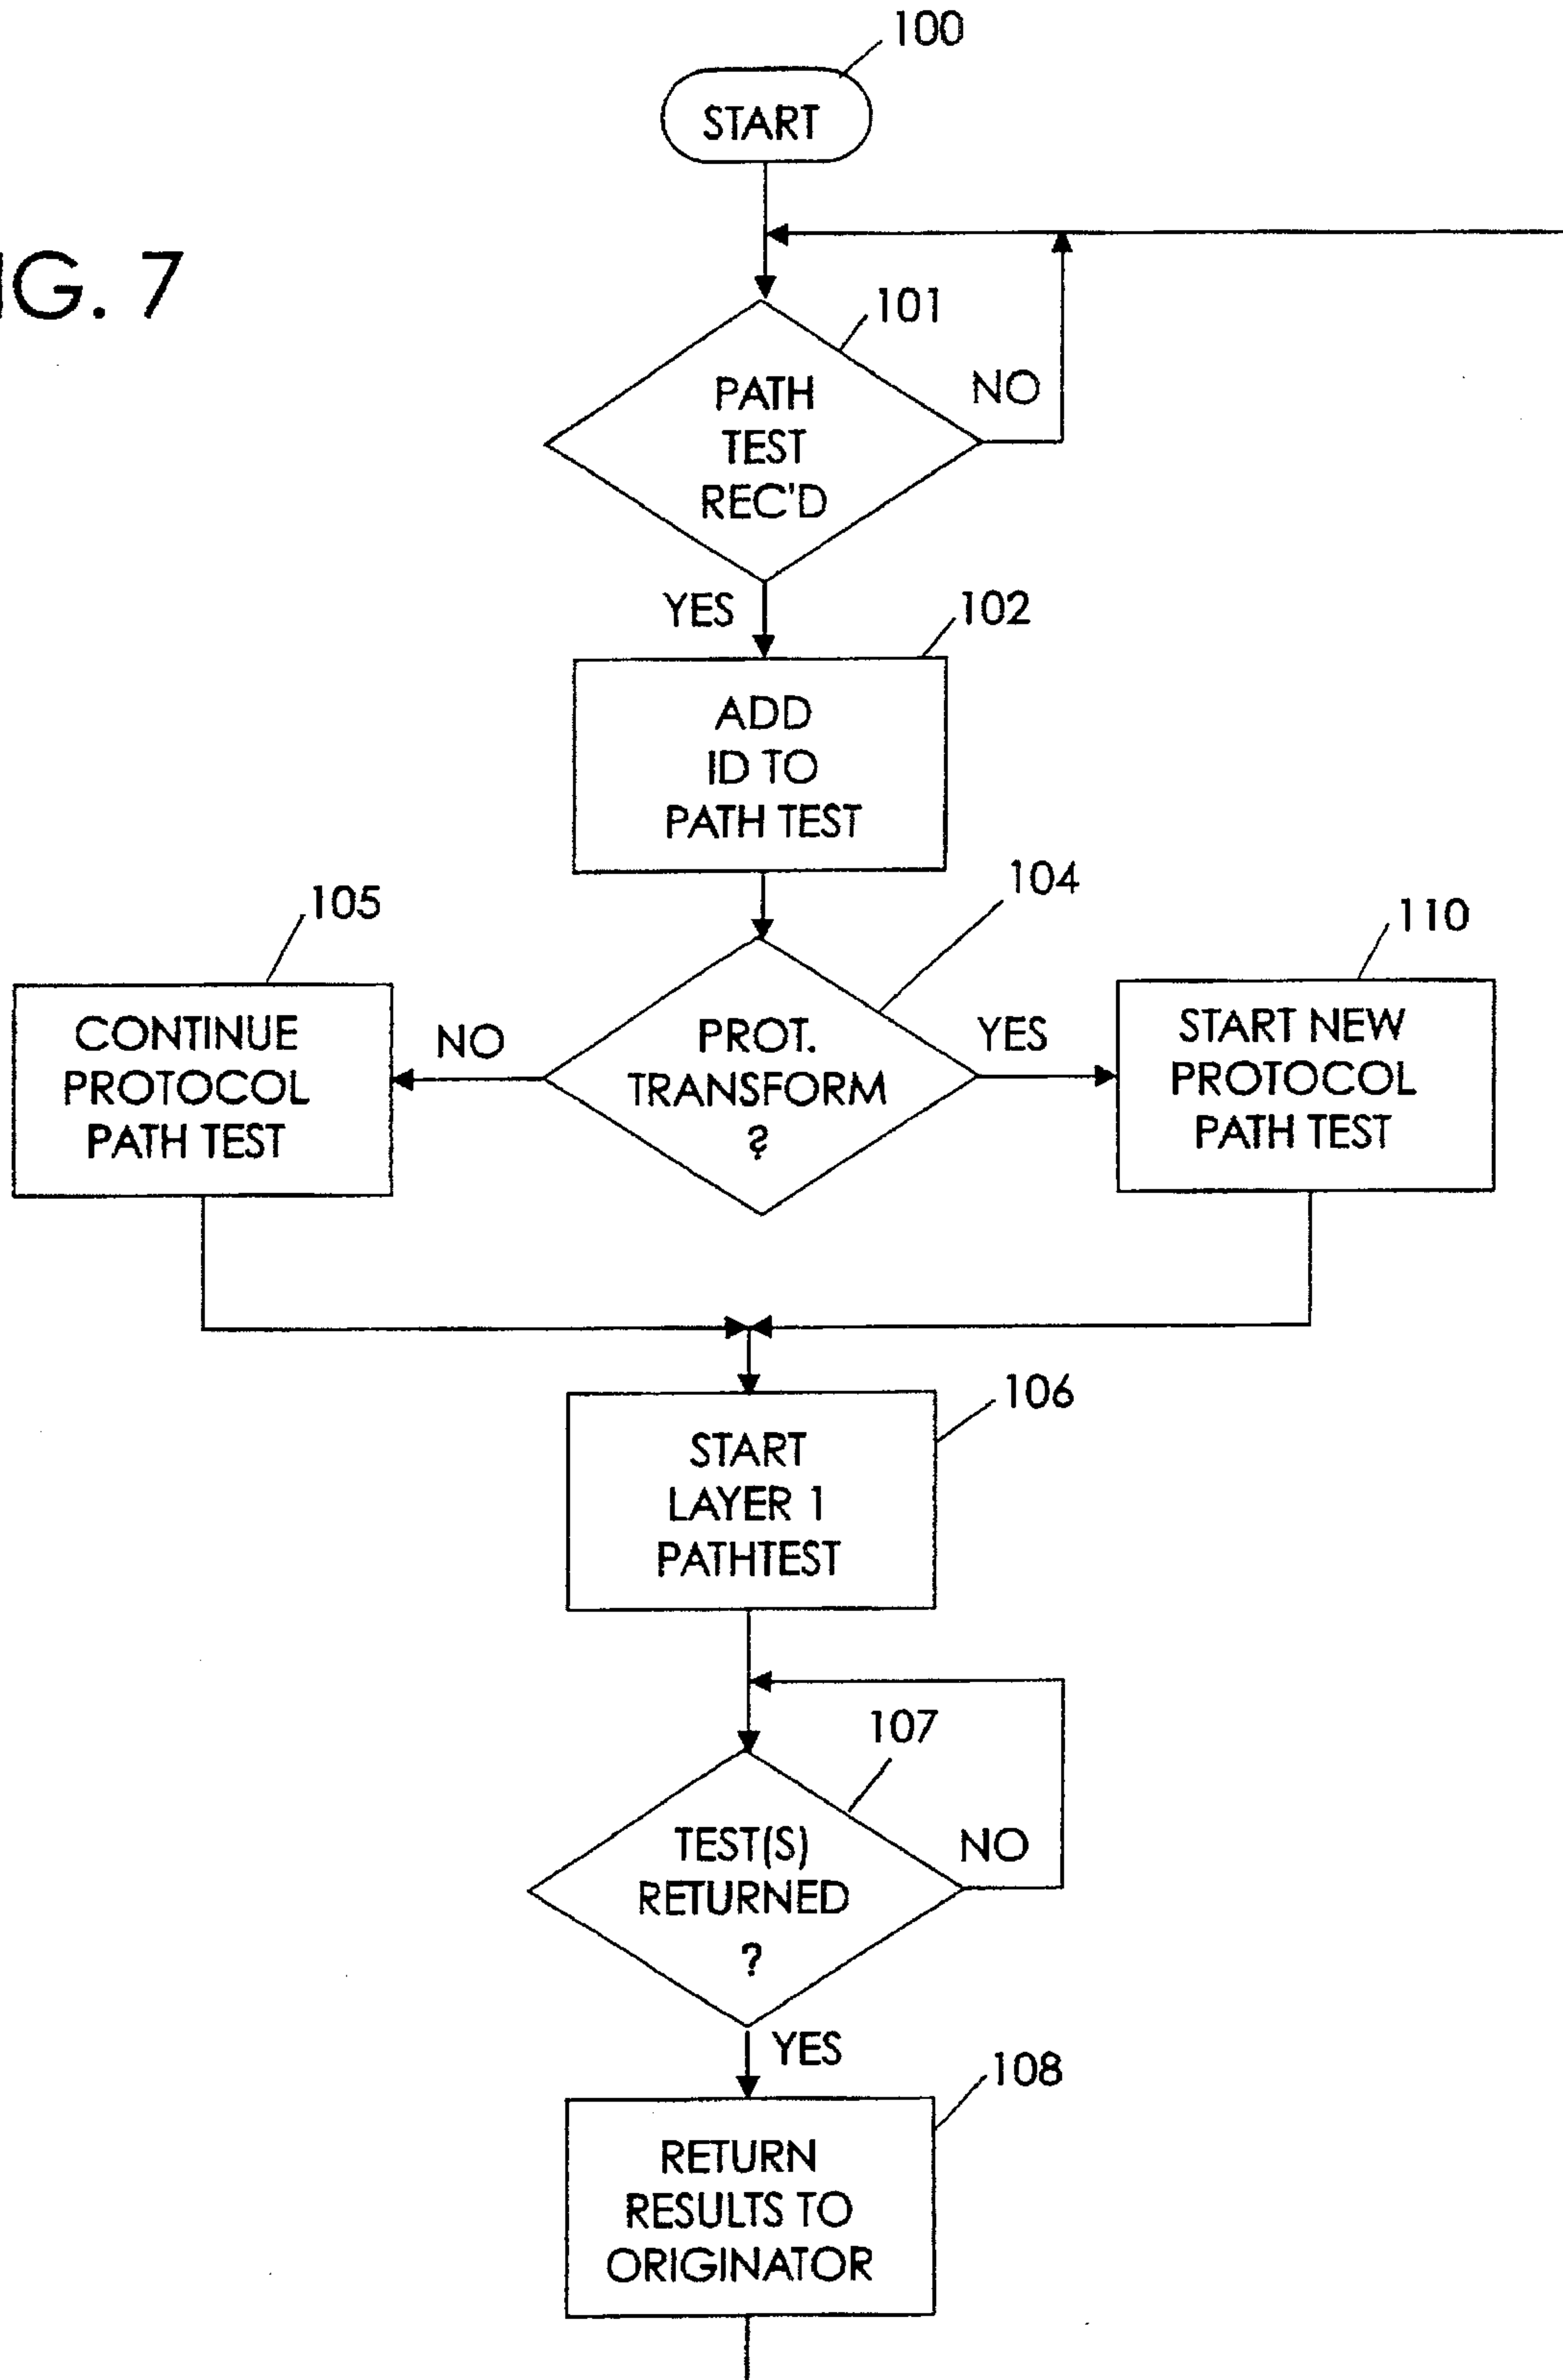 100
START
IG. 7
101
PATH
TEST
REC'D
NO
YES
102
ADD
ID TO
PATH TEST
104
105
110
CONTINUE
PROTOCOL
PATH TEST
NO
PROT.
TRANSFORM
?
YES
START NEW
PROTOCOL
PATH TEST
106
START
LAYER 1
PATHTEST
107
TEST(S)
RETURNED
?
NO
YES
108
RETURN
RESULTS TO
ORIGINATOR